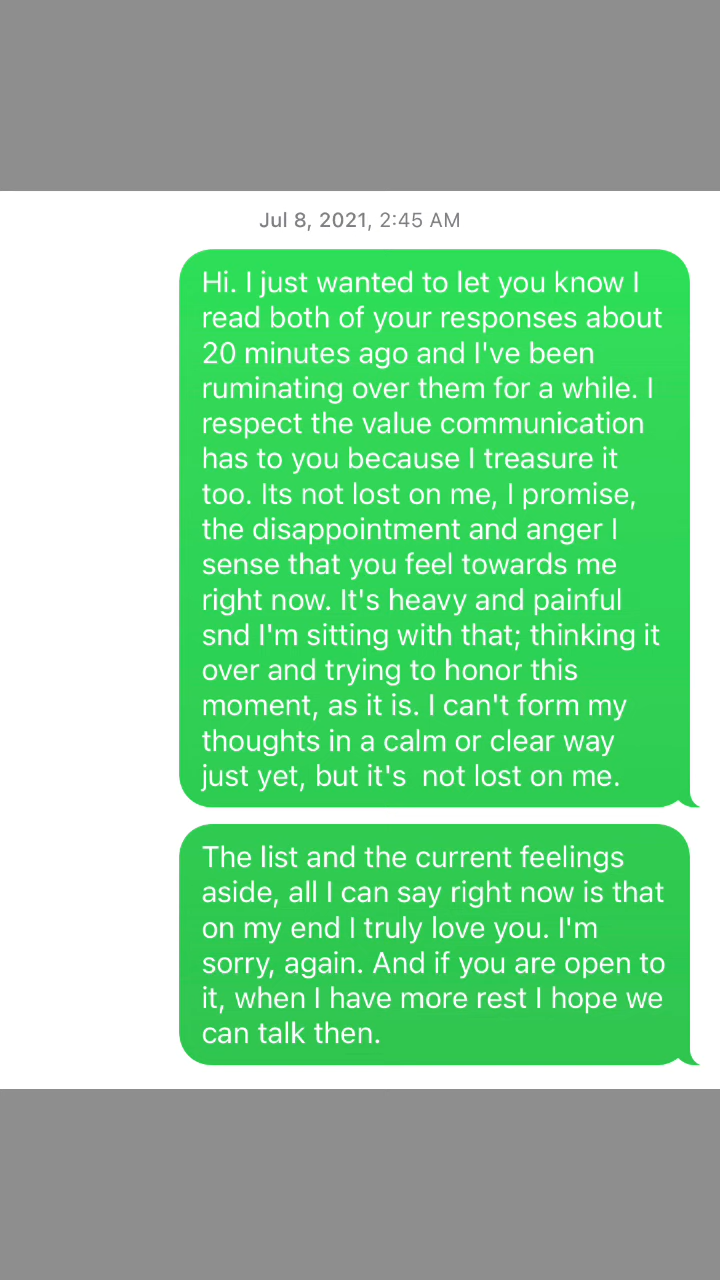 Jul 8, 2021, 2:45 AM
Hi. I just wanted to let you know I
read both of your responses about
20 minutes ago and I've been
ruminating over them for a while. I
respect the value communication
has to you because I treasure it
too. Its not lost on me, I promise,
the disappointment and anger I
sense that you feel towards me
right now. It's heavy and painful
snd I'm sitting with that; thinking it
over and trying to honor this
moment, as it is. I can't form my
thoughts in a calm or clear way
just yet, but it's  not lost on me.
The list and the current feelings
aside, all I can say right now is that
on my end I truly love you. I'm
sorry, again. And if you are open to
it, when I have more rest I hope we
can talk then.